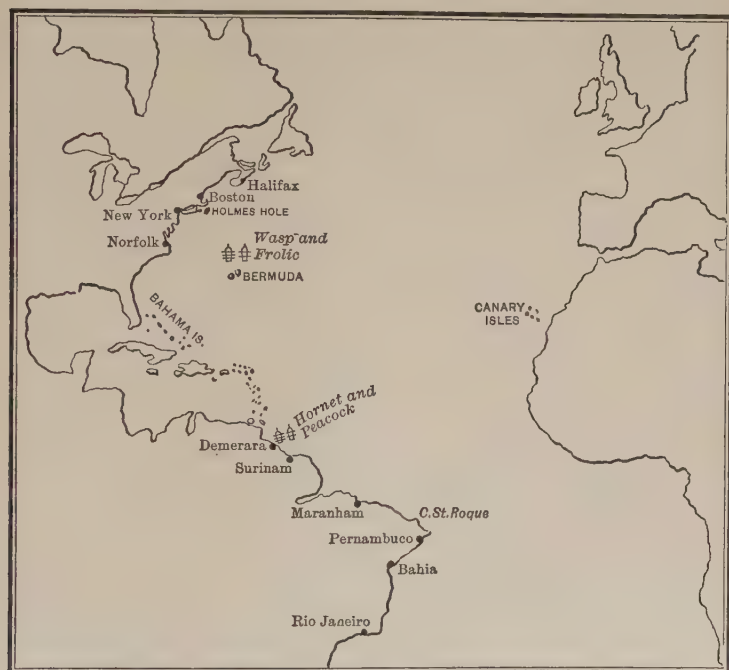 Halifax
Boston
New York
HOLMES HOLE
Norfolk
Wasp and
Frolic
BERMUDA
BAHAMA IS.
CANARY
ISLES
Hornet and
Peacock
Demerara
Surinam
Maranham
C. St. Roque
Pernambuco
Bahia
Rio Janeiro